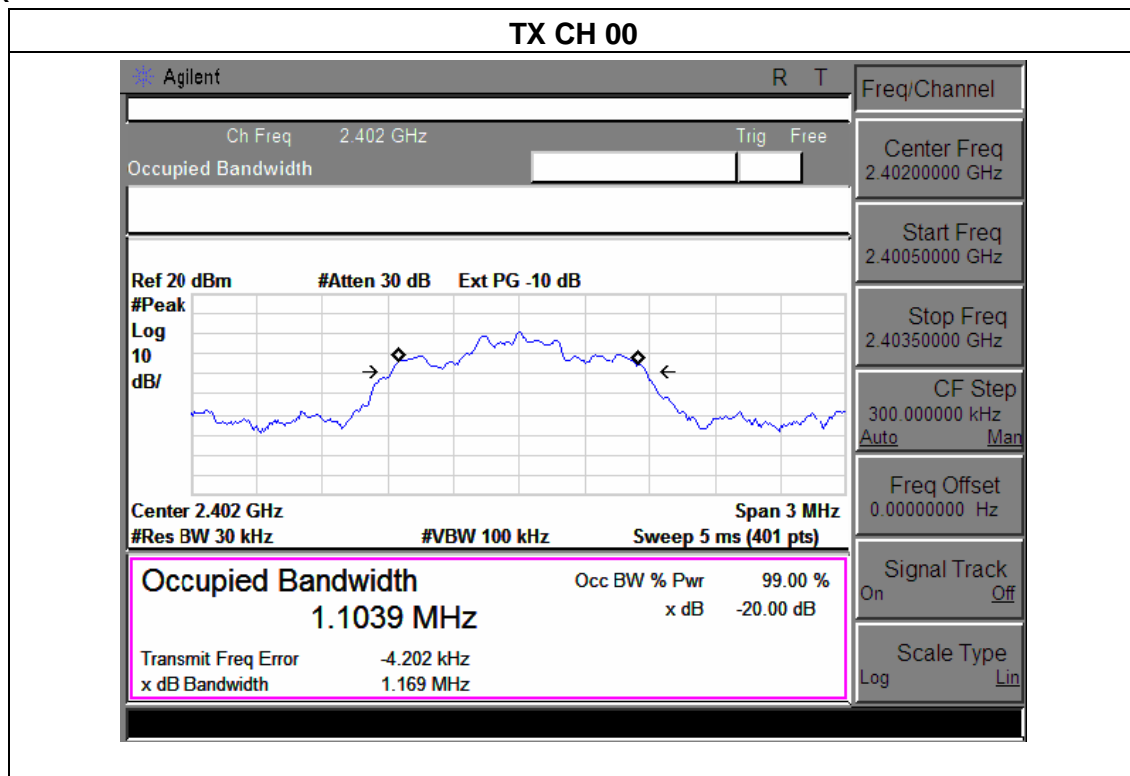 TX CH 00
Agilent R T
Ch Freq 2.402 GHz Trig Free
Occupied Bandwidth
Ref 20 dBm #Atten 30 dB Ext PG -10 dB
#Peak
Log
10
dB/
Center 2.402 GHz Span 3 MHz
#Res BW 30 kHz #VBW 100 kHz Sweep 5 ms (401 pts)
Occupied Bandwidth Occ BW % Pwr 99.00 %
1.1039 MHz x dB -20.00 dB
Transmit Freq Error -4.202 kHz
x dB Bandwidth 1.169 MHz
Freq/Channel
Center Freq
2.40200000 GHz
Start Freq
2.40050000 GHz
Stop Freq
2.40350000 GHz
CF Step
300.000000 kHz
Auto Man
Freq Offset
0.00000000 Hz
Signal Track
On Off
Scale Type
Log Lin